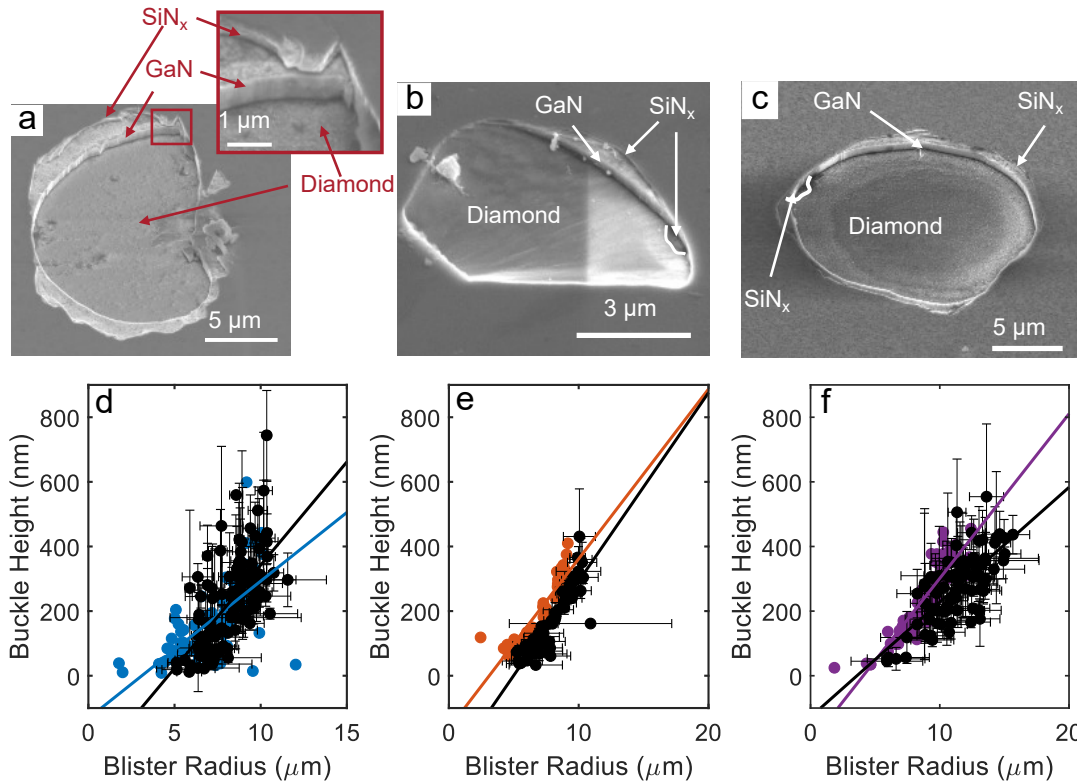 SiNₓ
GaN
1 μm
a
Diamond
5 μm
b
GaN
SiNₓ
Diamond
3 μm
c
GaN
SiNₓ
Diamond
SiNₓ
5 μm
d
Buckle Height (nm)
800
600
400
200
0
0 5 10 15
Blister Radius (μm)
e
Buckle Height (nm)
800
600
400
200
0
0 10 20
Blister Radius (μm)
f
Buckle Height (nm)
800
600
400
200
0
0 10 20
Blister Radius (μm)